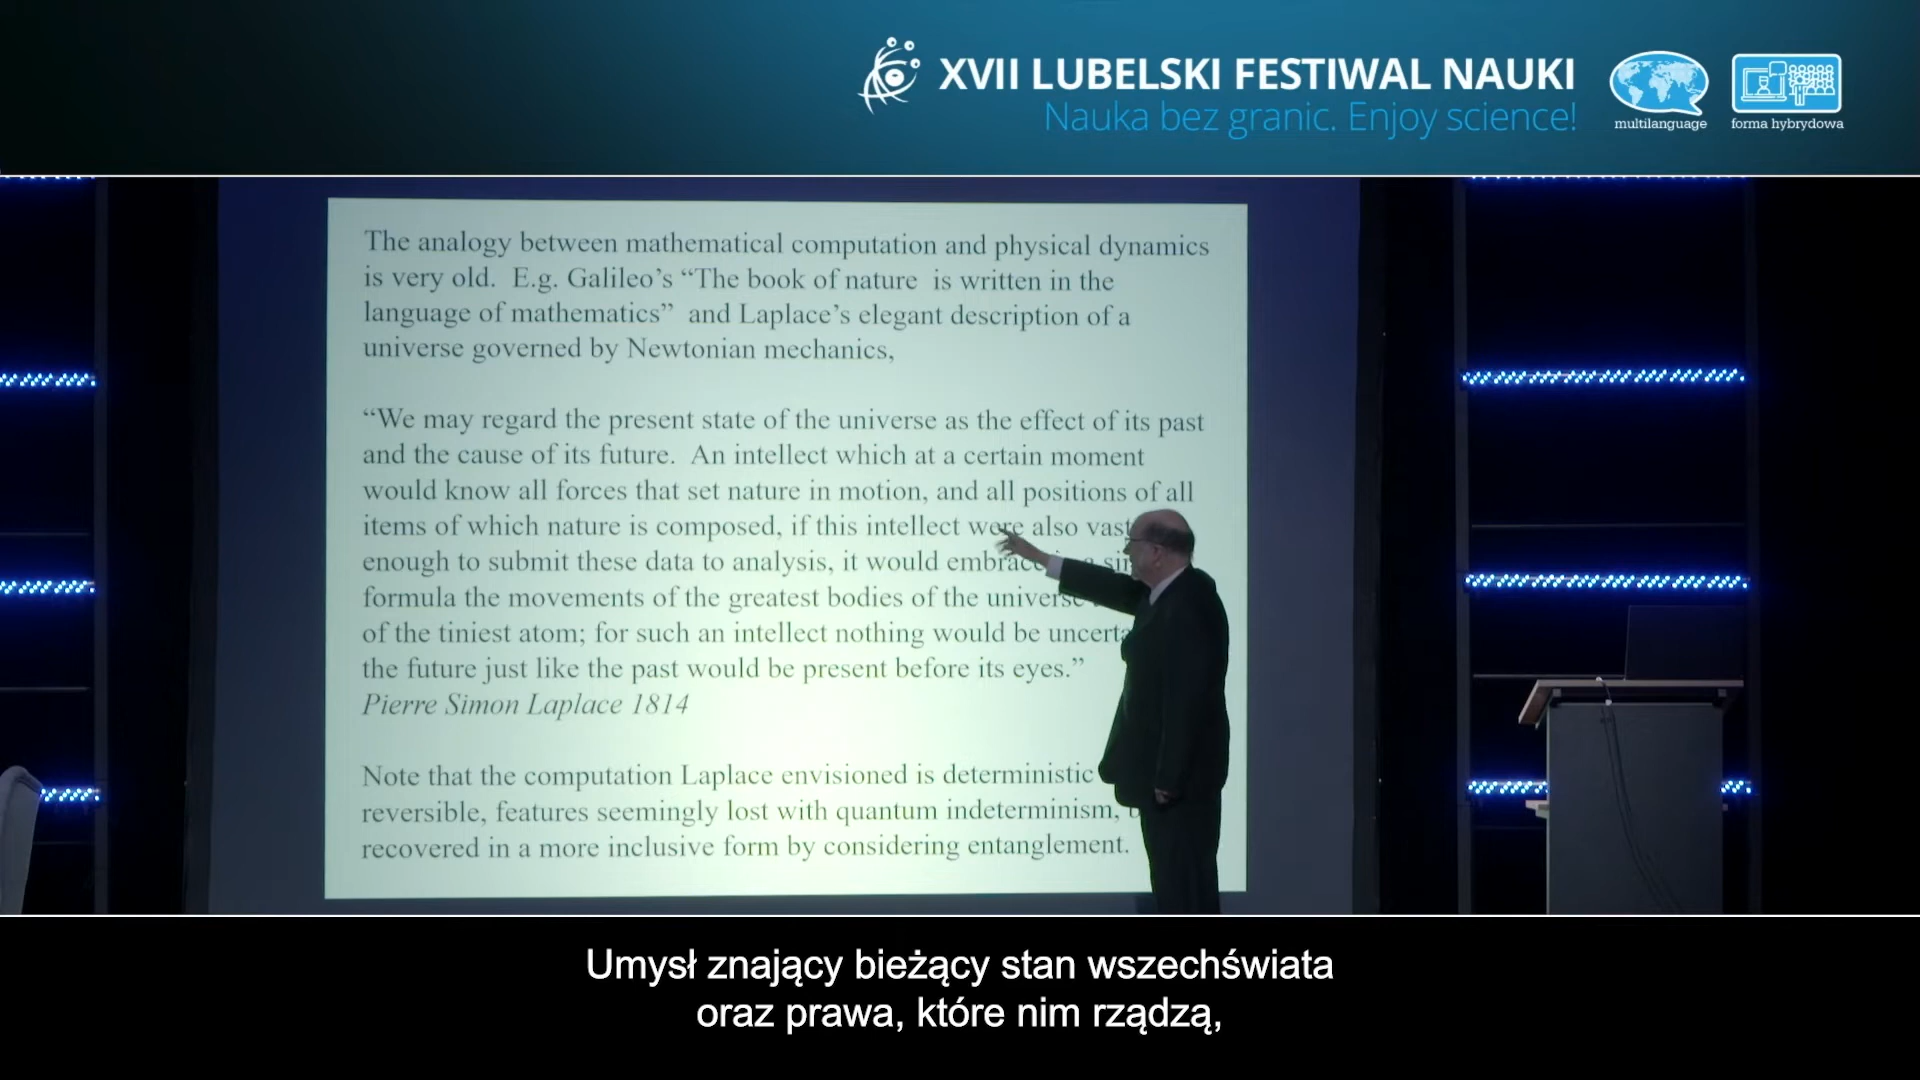 XVII LUBELSKI FESTIWAL NAUKI
Nauka bez granic. Enjoy science!
multilanguage
forma hybrydowa
The analogy between mathematical computation and physical dynamics
is very old. E.g. Galileo's “The book of nature is written in the
language of mathematics” and Laplace's elegant description of a
universe governed by Newtonian mechanics,
“We may regard the present state of the universe as the effect of its past
and the cause of its future. An intellect which at a certain moment
would know all forces that set nature in motion, and all positions of all
items of which nature is composed, if this intellect were also vast
enough to submit these data to analysis, it would embrace
formula the movements of the greatest bodies of the universe
of the tiniest atom; for such an intellect nothing would be
the future just like the past would be present before its eyes.”
Pierre Simon Laplace 1814
Note that the computation Laplace envisioned is deterministic
reversible, features seemingly lost with quantum indeterminism,
recovered in a more inclusive form by considering entanglement.
Umysł znający bieżący stan wszechświata
oraz prawa, które nim rządzą,